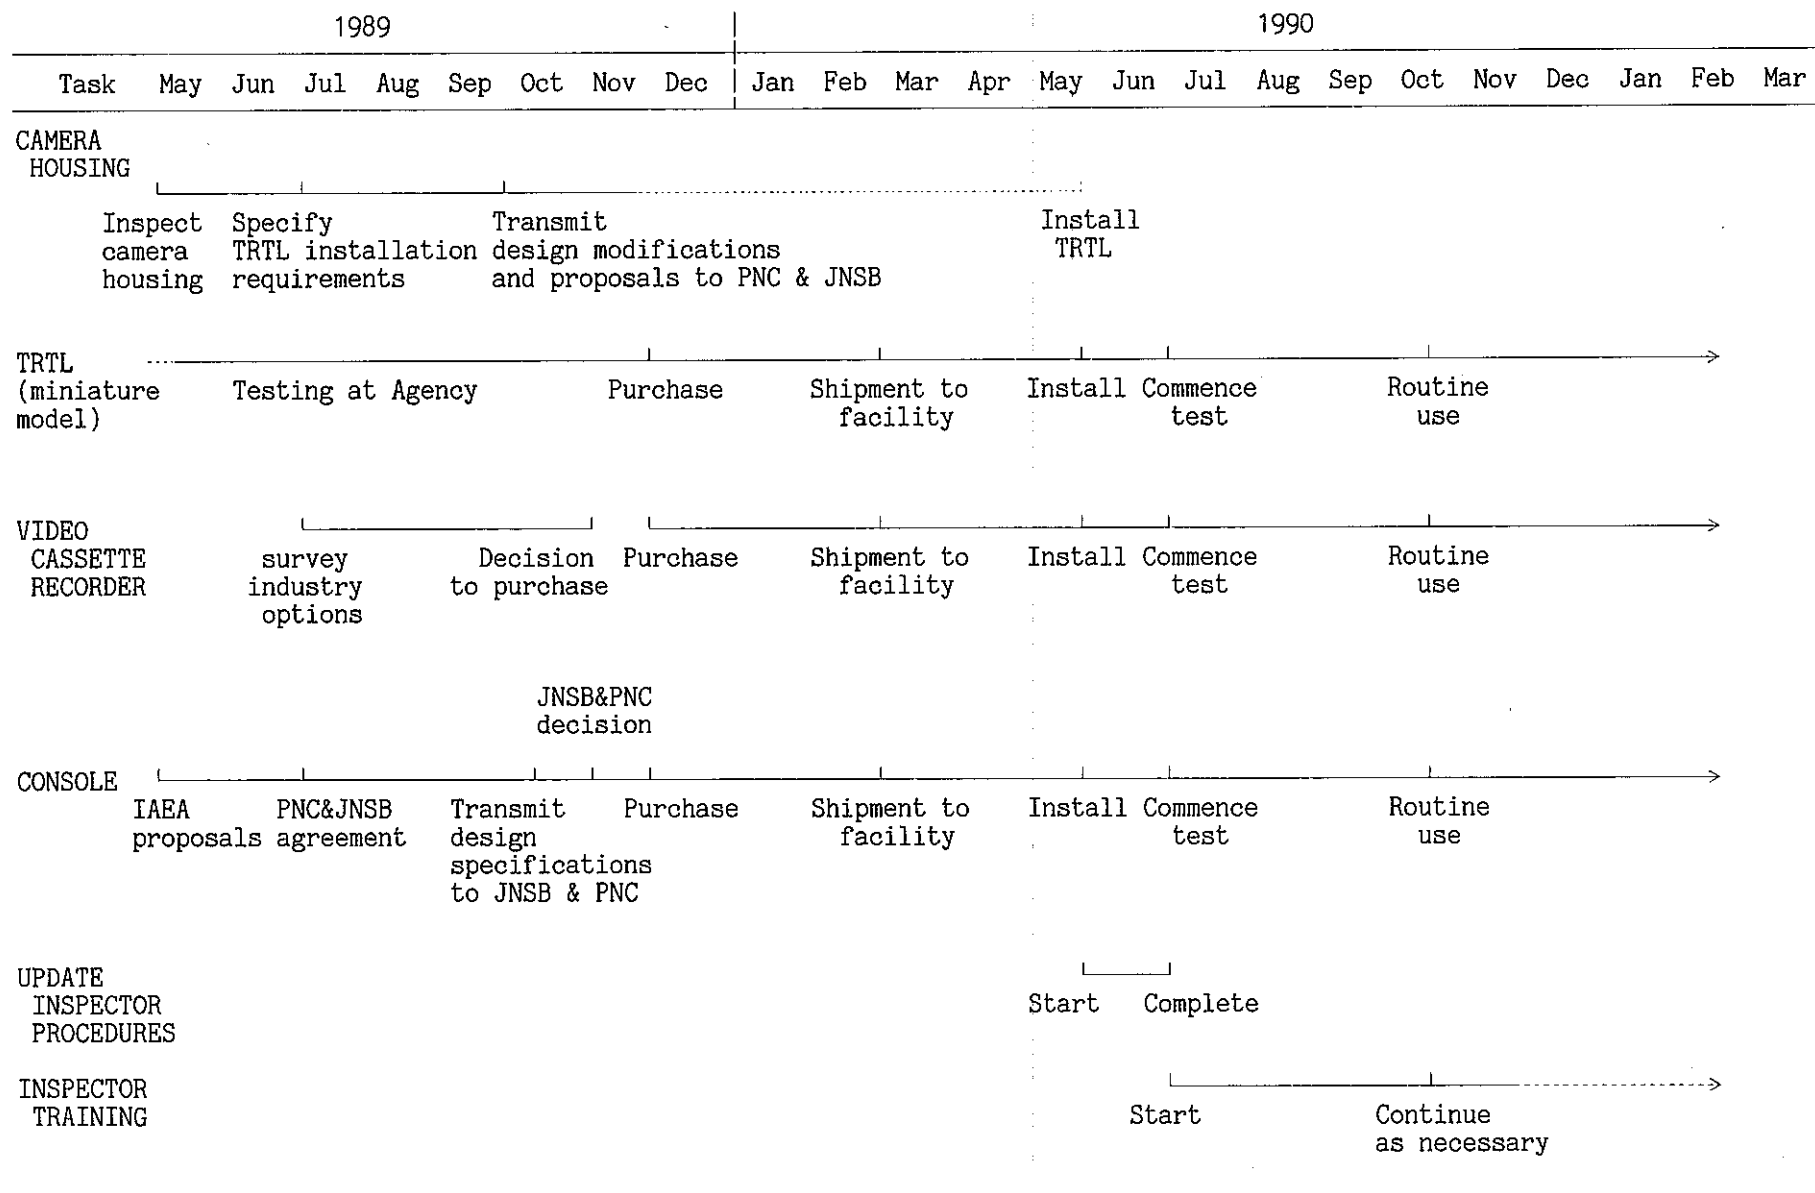 1989 1990
Task May Jun Jul Aug Sep Oct Nov Dec Jan Feb Mar Apr May Jun Jul Aug Sep Oct Nov Dec Jan Feb Mar
CAMERA
HOUSING
Inspect Specify Transmit Install
camera TRTL installation design modifications TRTL
housing requirements and proposals to PNC & JNSB
TRTL
(miniature Testing at Agency Purchase Shipment to Install Commence Routine
model) facility test use
VIDEO
CASSETTE survey Decision Purchase Shipment to Install Commence Routine
RECORDER industry to purchase facility test use
options
JNSB&PNC
decision
CONSOLE
IAEA PNC&JNSB Transmit Purchase Shipment to Install Commence Routine
proposals agreement design facility test use
specifications
to JNSB & PNC
UPDATE
INSPECTOR Start Complete
PROCEDURES
INSPECTOR
TRAINING Start Continue
as necessary